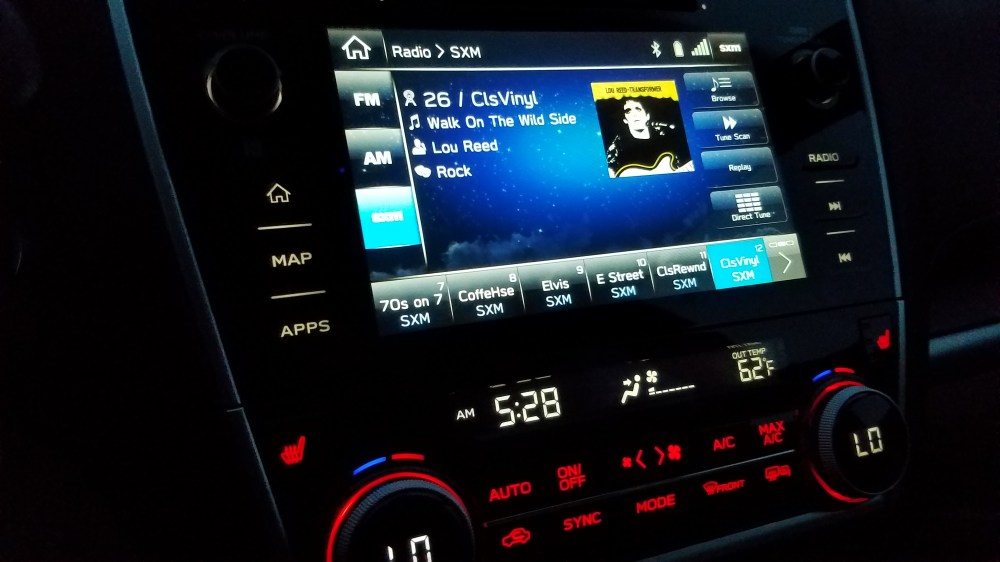 Radio > SXM
sxm
FM
AM
sxm
26 / ClsVinyl
Walk On The Wild Side
Lou Reed
Rock
LOU REED·TRANSFORMER
Browse
Tune Scan
Replay
Direct Tune
7
70s on 7
SXM
8
CoffeHse
SXM
9
Elvis
SXM
10
E Street
SXM
11
ClsRewnd
SXM
12
ClsVinyl
SXM
MAP
APPS
RADIO
AM 5:28
OUT TEMP
62°F
AUTO
ON/OFF
A/C
MAX A/C
SYNC
MODE
FRONT
LO
LO